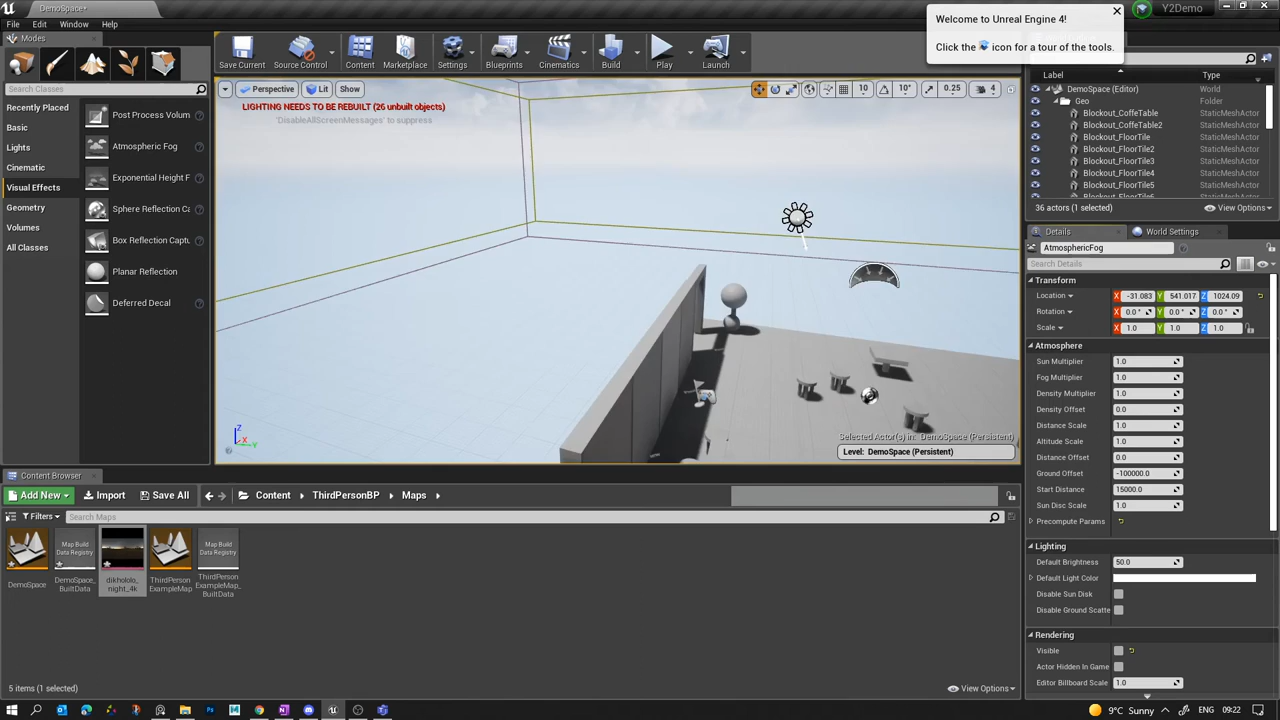 DemoSpace*
Welcome to Unreal Engine 4!
Click the icon for a tour of the tools.
Y2Demo
File Edit Window Help
Modes
Save Current
Source Control
Content
Marketplace
Settings
Blueprints
Cinematics
Build
Play
Launch
Search Classes
Recently Placed
Basic
Lights
Cinematic
Visual Effects
Geometry
Volumes
All Classes
Post Process Volum
Atmospheric Fog
Exponential Height F
Sphere Reflection Ca
Box Reflection Captu
Planar Reflection
Deferred Decal
Perspective Lit Show
10 10° 0.25 4
LIGHTING NEEDS TO BE REBUILT (26 unbuilt objects)
'DisableAllScreenMessages' to suppress
Z
X
Y
Selected Actor(s) in: DemoSpace (Persistent)
Level: DemoSpace (Persistent)
Label Type
DemoSpace (Editor) World
Geo Folder
Blockout_CoffeTable StaticMeshActor
Blockout_CoffeTable2 StaticMeshActor
Blockout_FloorTile StaticMeshActor
Blockout_FloorTile2 StaticMeshActor
Blockout_FloorTile3 StaticMeshActor
Blockout_FloorTile4 StaticMeshActor
Blockout_FloorTile5 StaticMeshActor
Blockout_FloorTile6 StaticMeshActor
36 actors (1 selected) View Options
Details World Settings
AtmosphericFog
Search Details
Transform
Location X -31.083 Y 541.017 Z 1024.09
Rotation X 0.0° Y 0.0° Z 0.0°
Scale X 1.0 Y 1.0 Z 1.0
Atmosphere
Sun Multiplier 1.0
Fog Multiplier 1.0
Density Multiplier 1.0
Density Offset 0.0
Distance Scale 1.0
Altitude Scale 1.0
Distance Offset 0.0
Ground Offset -100000.0
Start Distance 15000.0
Sun Disc Scale 1.0
Precompute Params
Lighting
Default Brightness 50.0
Default Light Color
Disable Sun Disk
Disable Ground Scatte
Rendering
Visible
Actor Hidden In Game
Editor Billboard Scale 1.0
Content Browser
Add New Import Save All Content ThirdPersonBP Maps
Filters Search Maps
Map Build
Data Registry
Map Build
Data Registry
DemoSpace
DemoSpace_
BuiltData
dikhololo_
night_4k
ThirdPerson
ExampleMap
ThirdPerson
ExampleMap_
BuiltData
5 items (1 selected) View Options
9°C Sunny ENG 09:22